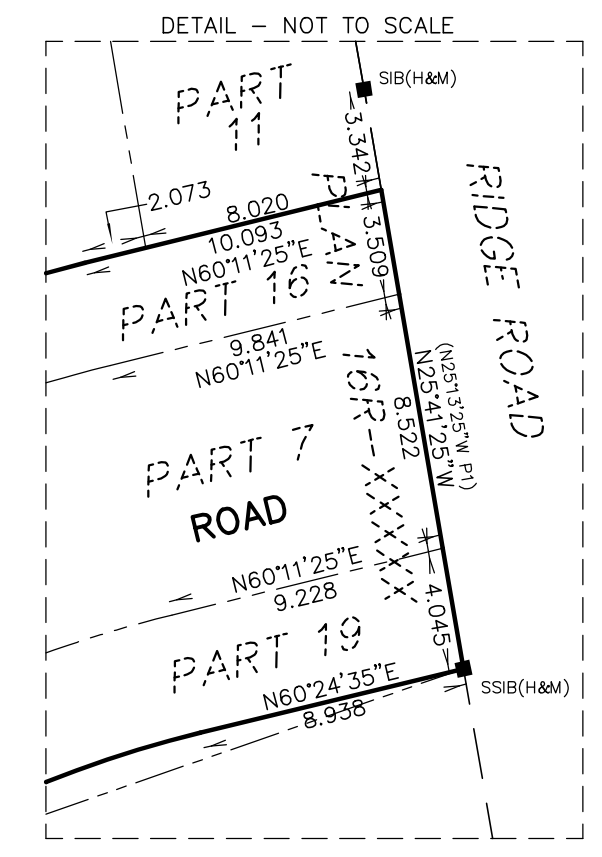 DETAIL – NOT TO SCALE
SIB(H&M)
PART
11
3.342
2.073
8.020
10.093
N60°11'25"E
PLAN
3.509
RIDGE ROAD
PART 16
9.841
N60°11'25"E
16R–XXXX
8.522
N25°41'25"W
(N25°13'25"W P1)
PART 7
ROAD
N60°11'25"E
9.228
4.045
PART 19
N60°24'35"E
8.938
SSIB(H&M)